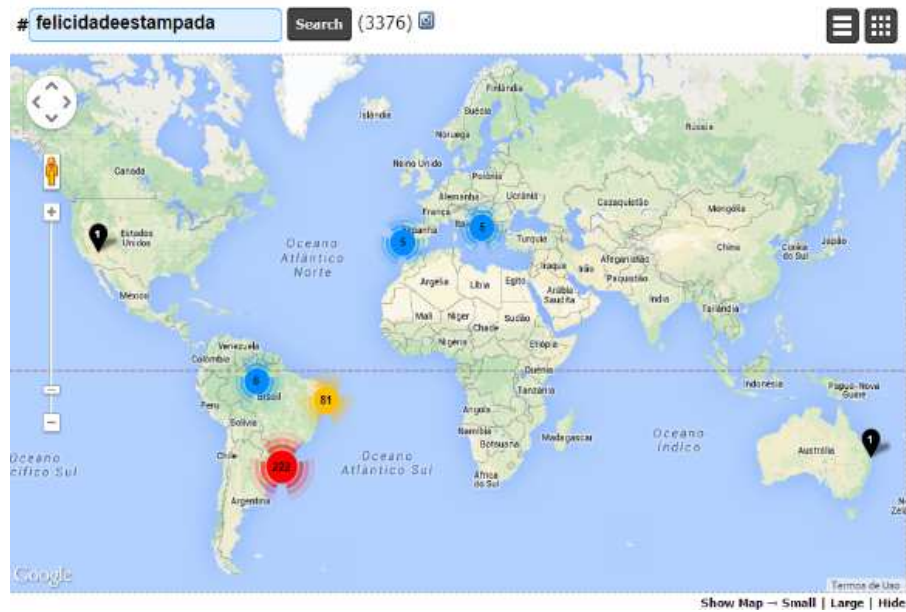 # felicidadeestampada Search (3376)
Finlândia
Islândia
Suécia
Rússia
Noruega
Reino Unido
Canadá
Polônia
Alemanha
Ucrânia
Cazaquistão
Mongólia
França
1
Estados
Unidos
Oceano
Atlântico
Norte
5
5
Turquia
China
Coreia
do Sul
Japão
Afeganistão
Iraque
Irã
Paquistão
Argélia
Líbia
Egito
Arábia
Saudita
México
Índia
Tailândia
Mali
Níger
Chade
Sudão
Nigéria
Etiópia
Venezuela
Colômbia
Quênia
Brasil
81
Indonésia
Papua-Nova
Guiné
Peru
Tanzânia
Angola
Bolívia
Namíbia
Botsuana
Madagascar
Oceano
Índico
1
Austrália
Chile
Oceano
Atlântico Sul
África
do Sul
Argentina
Google
Termos de Uso
Show Map → Small | Large | Hide